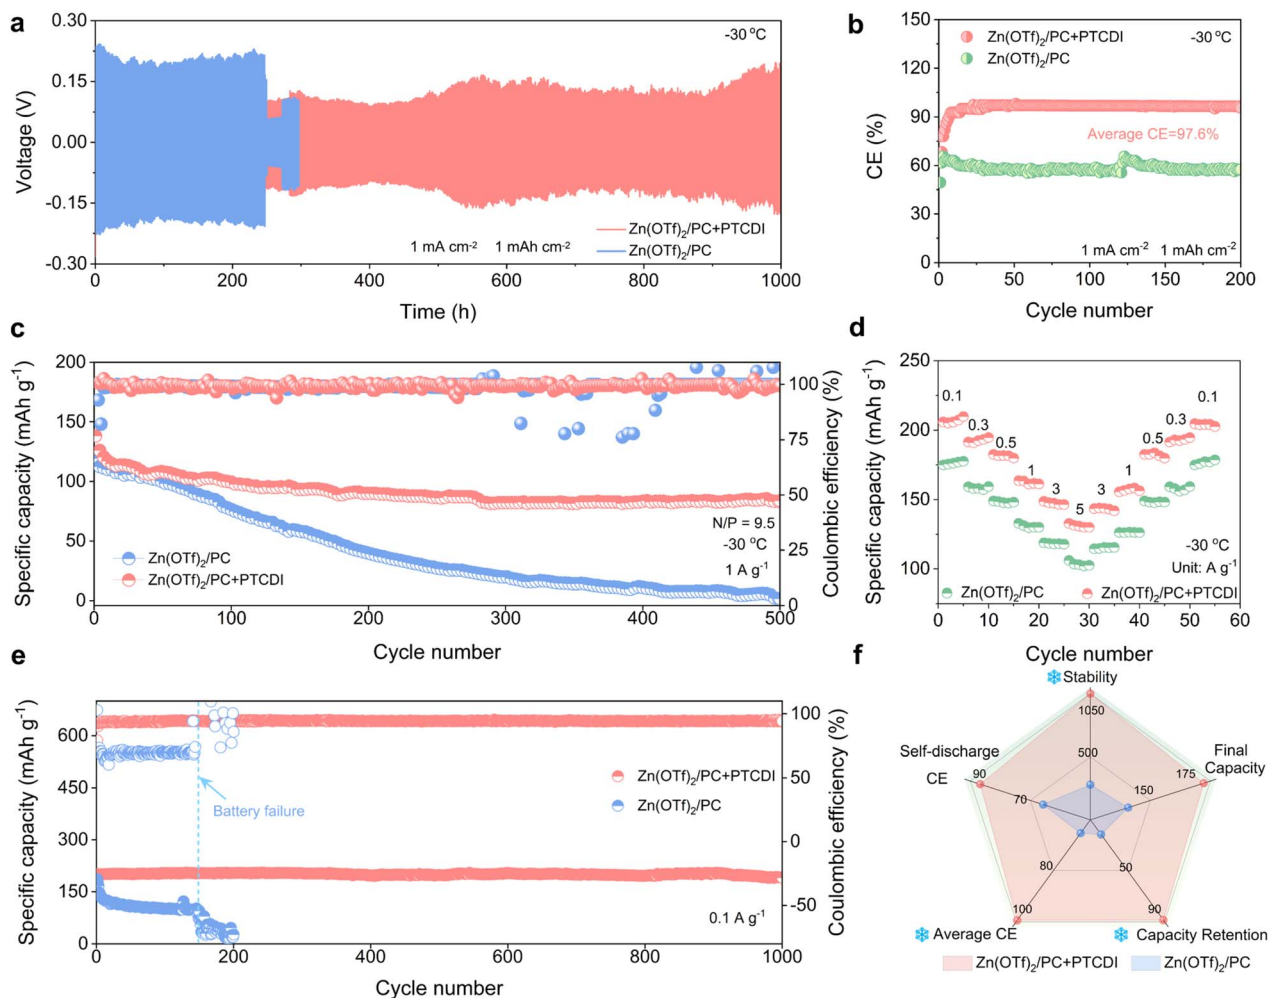 a
0.30
0.15
0.00
-0.15
-0.30
Voltage (V)
-30 ºC
Zn(OTf)₂/PC+PTCDI
1 mA cm⁻² 1 mAh cm⁻²
Zn(OTf)₂/PC
0 200 400 600 800 1000
Time (h)
b
150
120
90
60
30
0
CE (%)
Zn(OTf)₂/PC+PTCDI
-30 ºC
Zn(OTf)₂/PC
Average CE=97.6%
1 mA cm⁻² 1 mAh cm⁻²
0 50 100 150 200
Cycle number
c
200
150
100
50
0
Specific capacity (mAh g⁻¹)
100
75
50
25
0
Coulombic efficiency (%)
N/P = 9.5
-30 ºC
1 A g⁻¹
Zn(OTf)₂/PC
Zn(OTf)₂/PC+PTCDI
0 100 200 300 400 500
Cycle number
d
250
200
150
100
Specific capacity (mAh g⁻¹)
0.1 0.3 0.5 1 3 5 3 1 0.5 0.3 0.1
-30 ºC
Unit: A g⁻¹
Zn(OTf)₂/PC Zn(OTf)₂/PC+PTCDI
0 10 20 30 40 50 60
Cycle number
e
600
450
300
150
0
Specific capacity (mAh g⁻¹)
100
50
0
-50
Coulombic efficiency (%)
Zn(OTf)₂/PC+PTCDI
Zn(OTf)₂/PC
Battery failure
0.1 A g⁻¹
0 200 400 600 800 1000
Cycle number
f
Stability
1050
500
Final
Capacity
175
150
Self-discharge
CE
90
70
80
100
50
90
Average CE
Capacity Retention
Zn(OTf)₂/PC+PTCDI Zn(OTf)₂/PC